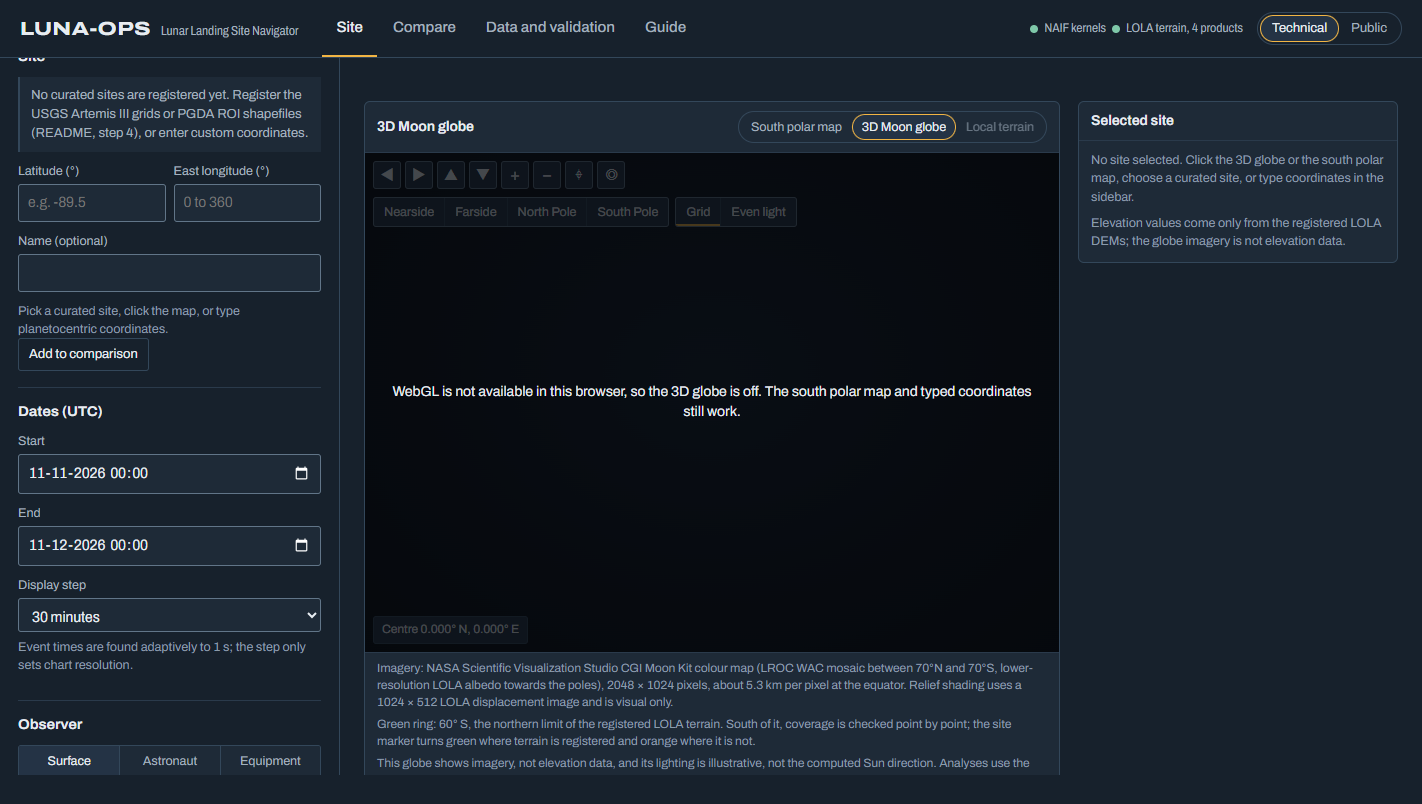 LUNA-OPS Lunar Landing Site Navigator
Site
Compare
Data and validation
Guide
NAIF kernels
LOLA terrain, 4 products
Technical
Public
Site
No curated sites are registered yet. Register the
USGS Artemis III grids or PGDA ROI shapefiles
(README, step 4), or enter custom coordinates.
Latitude (°)
East longitude (°)
e.g. -89.5
0 to 360
Name (optional)
Pick a curated site, click the map, or type
planetocentric coordinates.
Add to comparison
Dates (UTC)
Start
11-11-2026 00:00
End
11-12-2026 00:00
Display step
30 minutes
Event times are found adaptively to 1 s; the step only
sets chart resolution.
Observer
Surface
Astronaut
Equipment
3D Moon globe
South polar map
3D Moon globe
Local terrain
Nearside
Farside
North Pole
South Pole
Grid
Even light
WebGL is not available in this browser, so the 3D globe is off. The south polar map and typed coordinates
still work.
Centre 0.000° N, 0.000° E
Imagery: NASA Scientific Visualization Studio CGI Moon Kit colour map (LROC WAC mosaic between 70°N and 70°S, lower-
resolution LOLA albedo towards the poles), 2048 × 1024 pixels, about 5.3 km per pixel at the equator. Relief shading uses a
1024 × 512 LOLA displacement image and is visual only.
Green ring: 60° S, the northern limit of the registered LOLA terrain. South of it, coverage is checked point by point; the site
marker turns green where terrain is registered and orange where it is not.
This globe shows imagery, not elevation data, and its lighting is illustrative, not the computed Sun direction. Analyses use the
Selected site
No site selected. Click the 3D globe or the south polar
map, choose a curated site, or type coordinates in the
sidebar.
Elevation values come only from the registered LOLA
DEMs; the globe imagery is not elevation data.